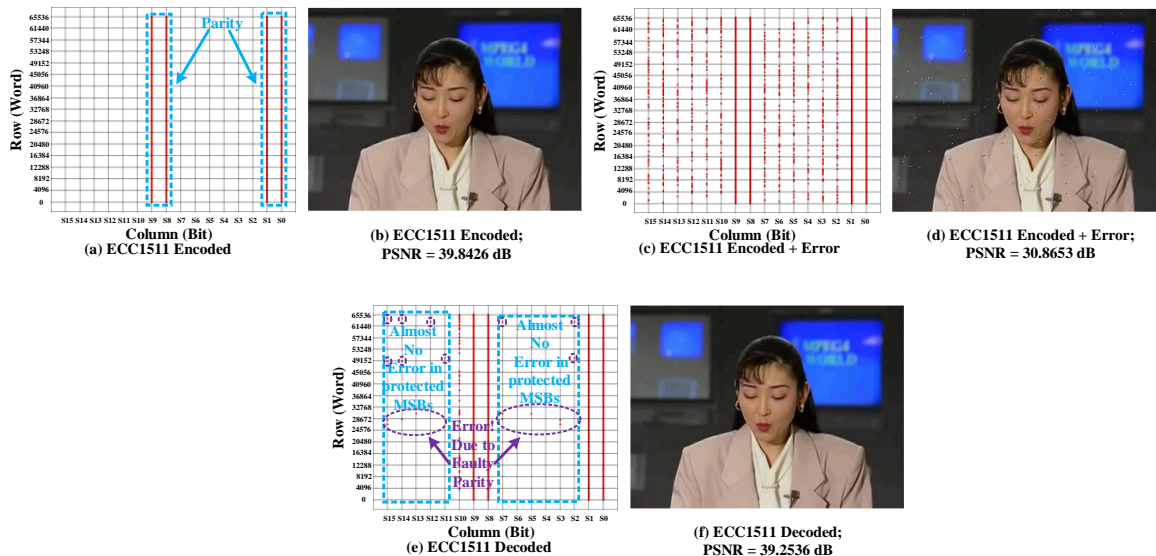 65536
61440
57344
53248
49152
45056
40960
36864
32768
28672
24576
20480
16384
12288
8192
4096
0
Row (Word)
Parity
S15 S14 S13 S12 S11 S10 S9 S8 S7 S6 S5 S4 S3 S2 S1 S0
Column (Bit)
(a) ECC1511 Encoded
MPEG4
WORLD
(b) ECC1511 Encoded;
PSNR = 39.8426 dB
65536
61440
57344
53248
49152
45056
40960
36864
32768
28672
24576
20480
16384
12288
8192
4096
0
Row (Word)
S15 S14 S13 S12 S11 S10 S9 S8 S7 S6 S5 S4 S3 S2 S1 S0
Column (Bit)
(c) ECC1511 Encoded + Error
MPEG4
WORLD
(d) ECC1511 Encoded + Error;
PSNR = 30.8653 dB
65536
61440
57344
53248
49152
45056
40960
36864
32768
28672
24576
20480
16384
12288
8192
4096
0
Row (Word)
Almost
No
Error in
protected
MSBs
Error!
Due to
Faulty
Parity
Almost
No
Error in
protected
MSBs
S15 S14 S13 S12 S11 S10 S9 S8 S7 S6 S5 S4 S3 S2 S1 S0
Column (Bit)
(e) ECC1511 Decoded
MPEG4
WORLD
(f) ECC1511 Decoded;
PSNR = 39.2536 dB